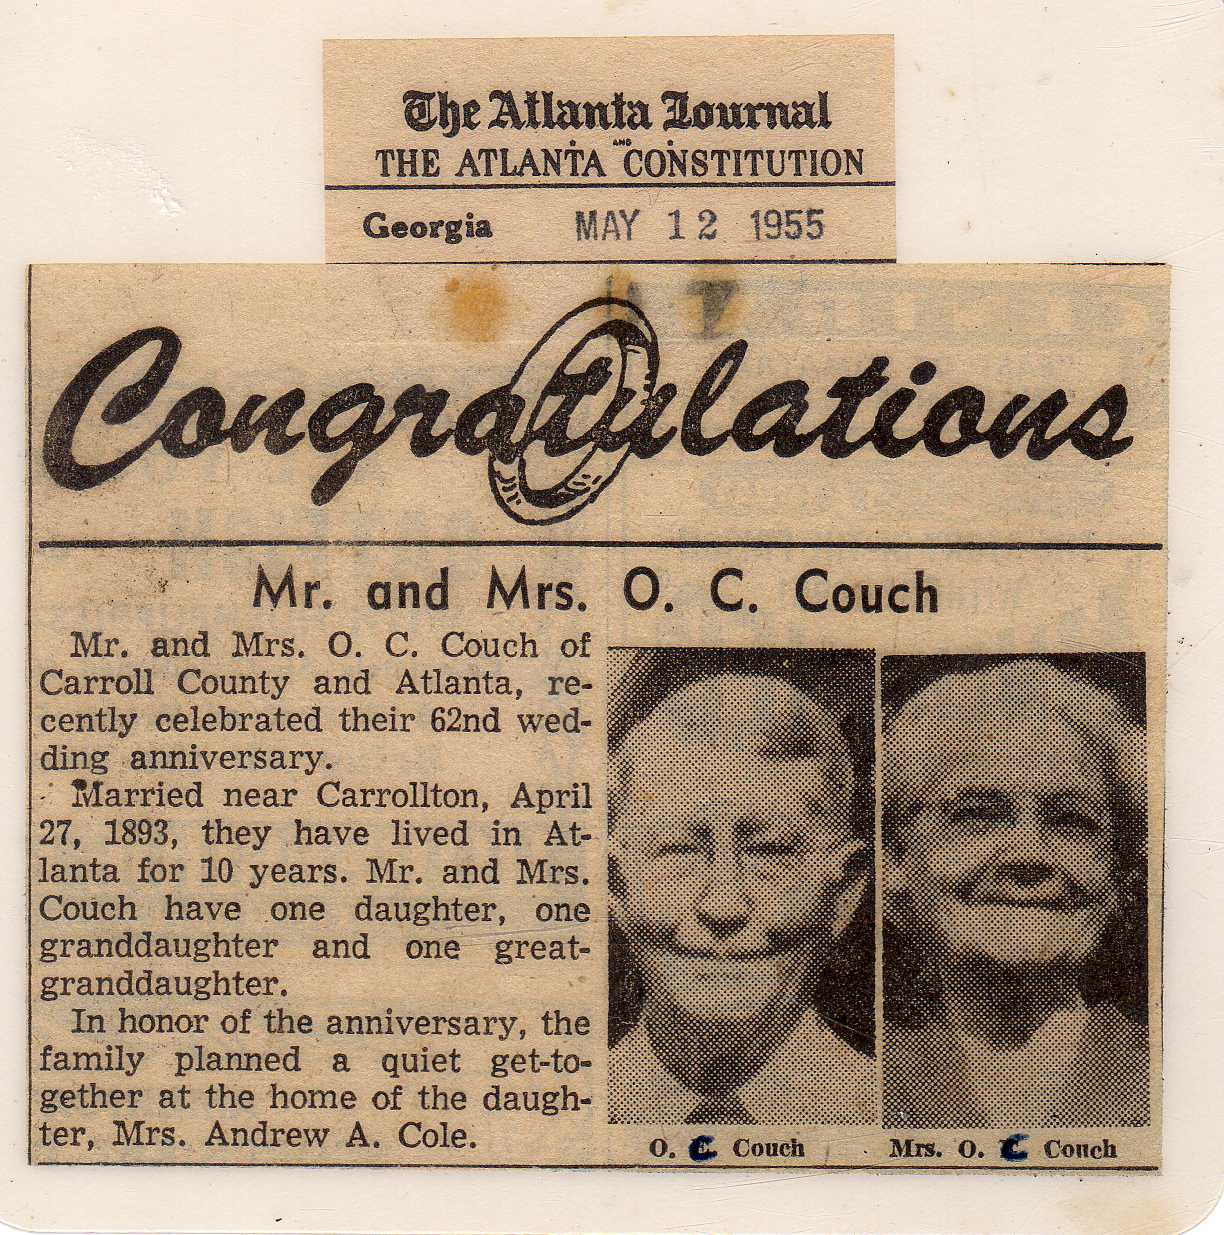 The Atlanta Journal
AND
THE ATLANTA CONSTITUTION
Georgia MAY 12 1955
Congratulations
Mr. and Mrs. O. C. Couch
Mr. and Mrs. O. C. Couch of
Carroll County and Atlanta, re-
cently celebrated their 62nd wed-
ding anniversary.
Married near Carrollton, April
27, 1893, they have lived in At-
lanta for 10 years. Mr. and Mrs.
Couch have one daughter, one
granddaughter and one great-
granddaughter.
In honor of the anniversary, the
family planned a quiet get-to-
gether at the home of the daugh-
ter, Mrs. Andrew A. Cole.
O. C. Couch
Mrs. O. C. Couch